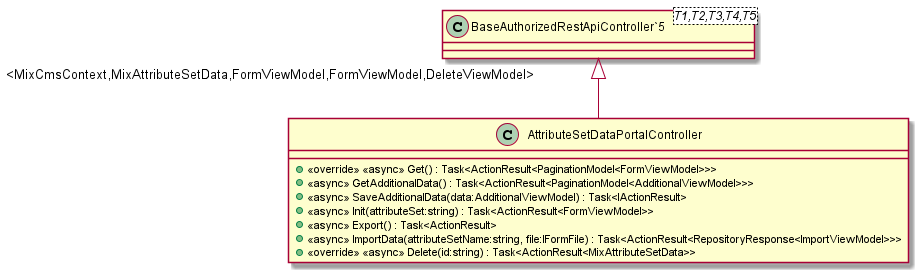 T1,T2,T3,T4,T5
C BaseAuthorizedRestApiController`5
<MixCmsContext,MixAttributeSetData,FormViewModel,FormViewModel,DeleteViewModel>
C AttributeSetDataPortalController
«override» «async» Get() : Task<ActionResult<PaginationModel<FormViewModel>>>
«async» GetAdditionalData() : Task<ActionResult<PaginationModel<AdditionalViewModel>>>
«async» SaveAdditionalData(data:AdditionalViewModel) : Task<IActionResult>
«async» Init(attributeSet:string) : Task<ActionResult<FormViewModel>>
«async» Export() : Task<ActionResult>
«async» ImportData(attributeSetName:string, file:IFormFile) : Task<ActionResult<RepositoryResponse<ImportViewModel>>>
«override» «async» Delete(id:string) : Task<ActionResult<MixAttributeSetData>>